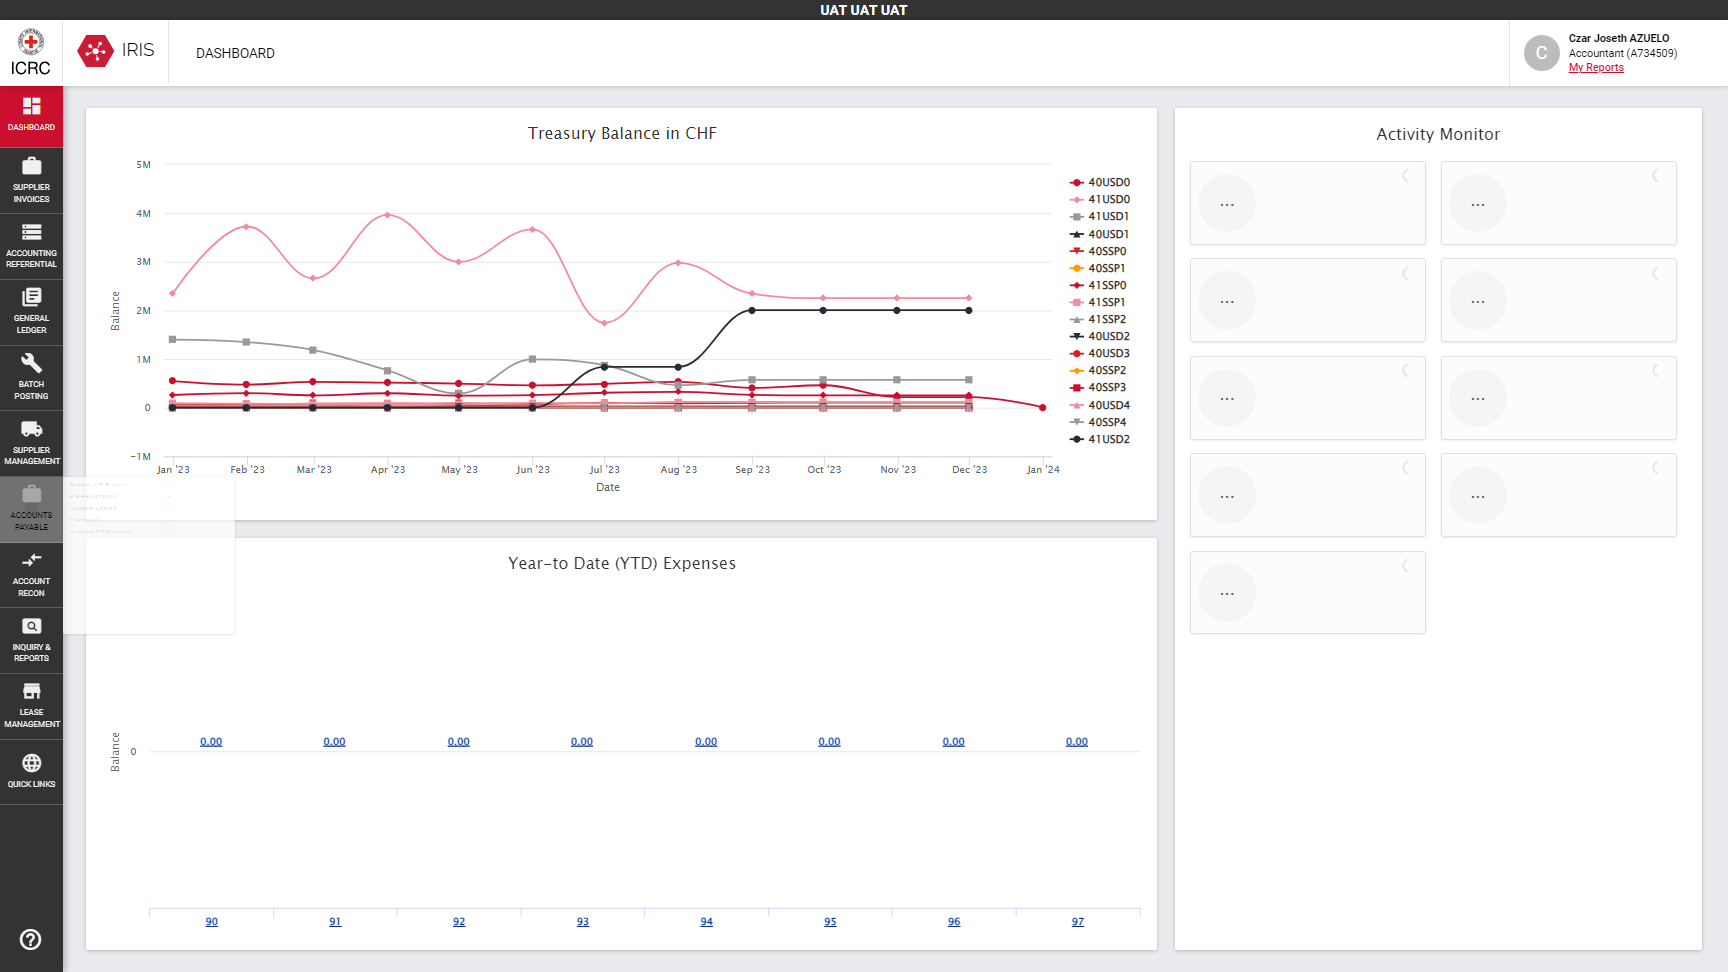 UAT UAT UAT
ICRC
IRIS
DASHBOARD
Czar Joseth AZUELO
Accountant (A734509)
My Reports
C
DASHBOARD
SUPPLIER
INVOICES
ACCOUNTING
REFERENTIAL
GENERAL
LEDGER
BATCH
POSTING
SUPPLIER
MANAGEMENT
ACCOUNTS
PAYABLE
ACCOUNT
RECON
INQUIRY &
REPORTS
LEASE
MANAGEMENT
QUICK LINKS
Treasury Balance in CHF
5M
4M
3M
2M
1M
0
−1M
Balance
Jan '23 Feb '23 Mar '23 Apr '23 May '23 Jun '23 Jul '23 Aug '23 Sep '23 Oct '23 Nov '23 Dec '23 Jan '24
Date
40USD0
41USD0
41USD1
40USD1
40SSP0
40SSP1
41SSP0
41SSP1
41SSP2
40USD2
40USD3
40SSP2
40SSP3
40USD4
40SSP4
41USD2
Year-to Date (YTD) Expenses
Balance
0
0.00 0.00 0.00 0.00 0.00 0.00 0.00 0.00
90 91 92 93 94 95 96 97
Activity Monitor
... ...
... ...
... ...
... ...
...